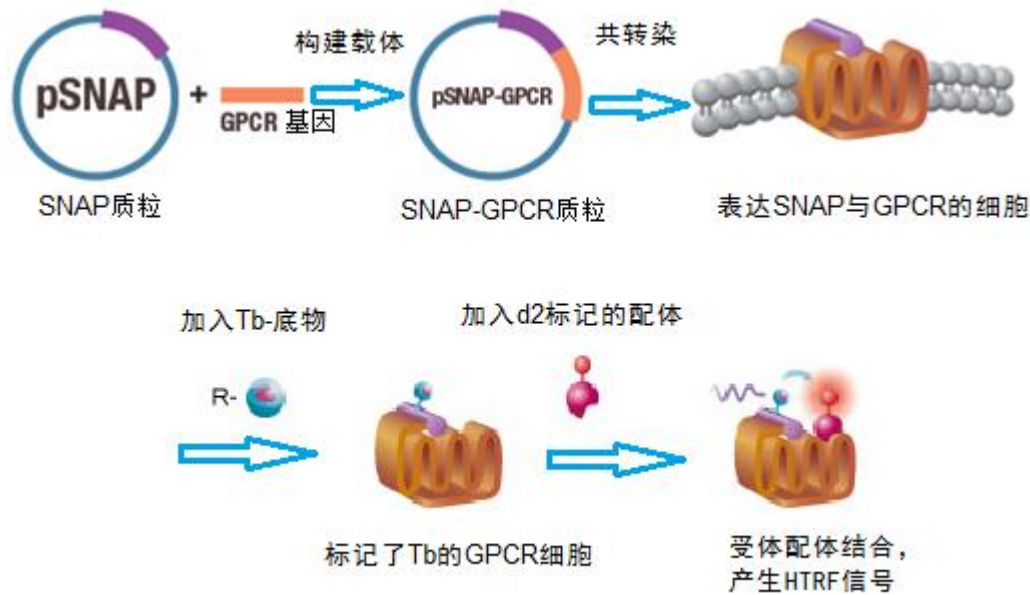 构建载体
共转染
pSNAP
+
GPCR 基因
pSNAP-GPCR
SNAP质粒
SNAP-GPCR质粒
表达SNAP与GPCR的细胞
加入Tb-底物
加入d2标记的配体
R-
标记了Tb的GPCR细胞
受体配体结合,
产生HTRF信号